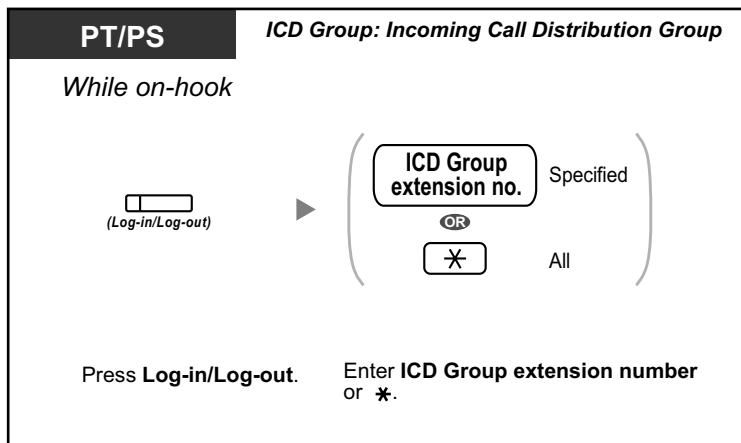 PT/PS
ICD Group: Incoming Call Distribution Group
While on-hook
(Log-in/Log-out)
ICD Group
extension no.
Specified
OR
*
All
Press Log-in/Log-out.
Enter ICD Group extension number
or *.